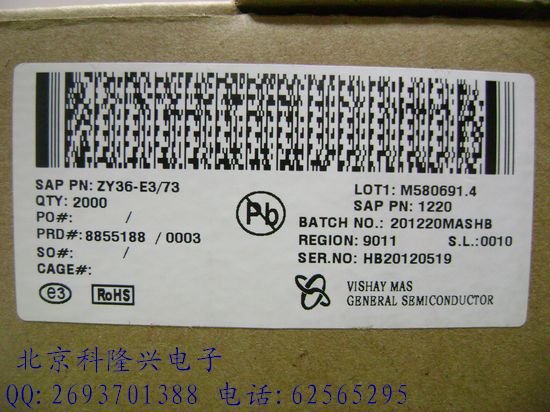 SAP PN: ZY36-E3/73
QTY: 2000
PO#: /
PRD#: 8855188 / 0003
SO#: /
CAGE#:
e3 RoHS
Pb
LOT1: M580691.4
SAP PN: 1220
BATCH NO.: 201220MASHB
REGION: 9011 S.L.:0010
SER.NO: HB20120519
VISHAY MAS
GENERAL SEMICONDUCTOR
北京科隆兴电子
QQ:2693701388 电话:62565295